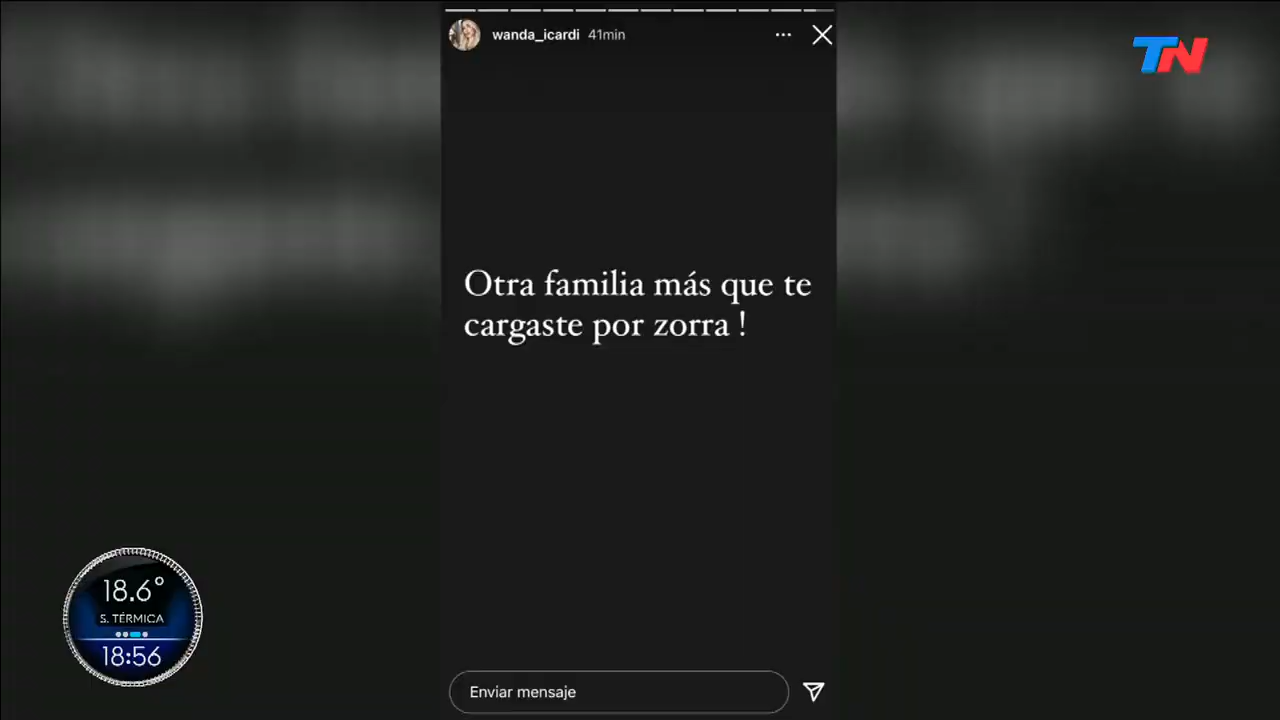 wanda_icardi 41min
TN
Otra familia más que te
cargaste por zorra !
18.6°
S. TÉRMICA
18:56
Enviar mensaje